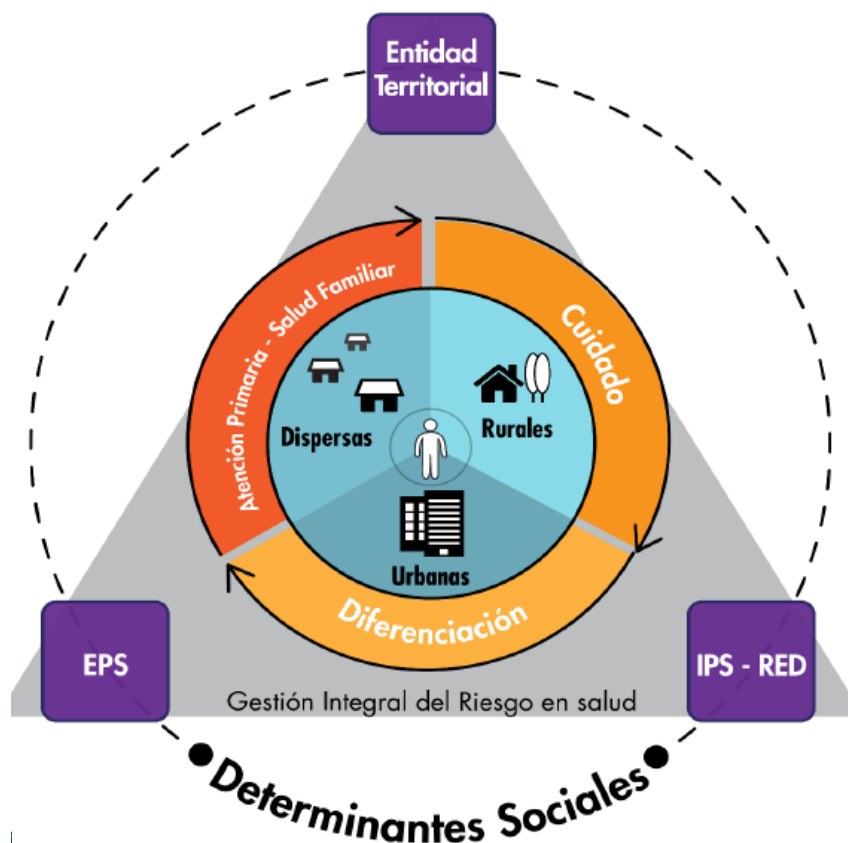 Entidad
Territorial
Atención Primaria - Salud Familiar
Cuidado
Dispersas
Rurales
Urbanas
Diferenciación
EPS
IPS - RED
Gestión Integral del Riesgo en salud
Determinantes Sociales